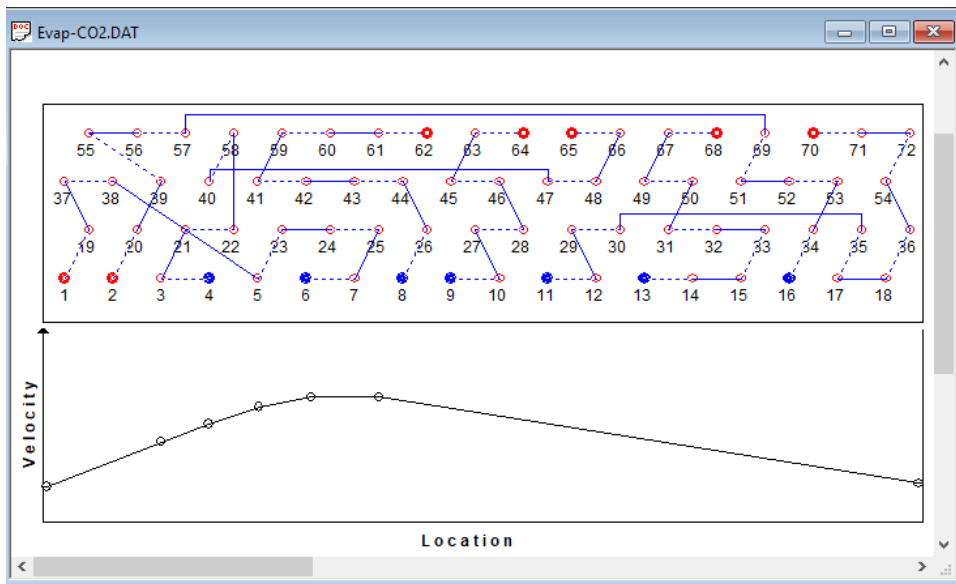 DOC
Evap-CO2.DAT
55 56 57 58 59 60 61 62 63 64 65 66 67 68 69 70 71 72
37 38 39 40 41 42 43 44 45 46 47 48 49 50 51 52 53 54
19 20 21 22 23 24 25 26 27 28 29 30 31 32 33 34 35 36
1 2 3 4 5 6 7 8 9 10 11 12 13 14 15 16 17 18
Velocity
Location